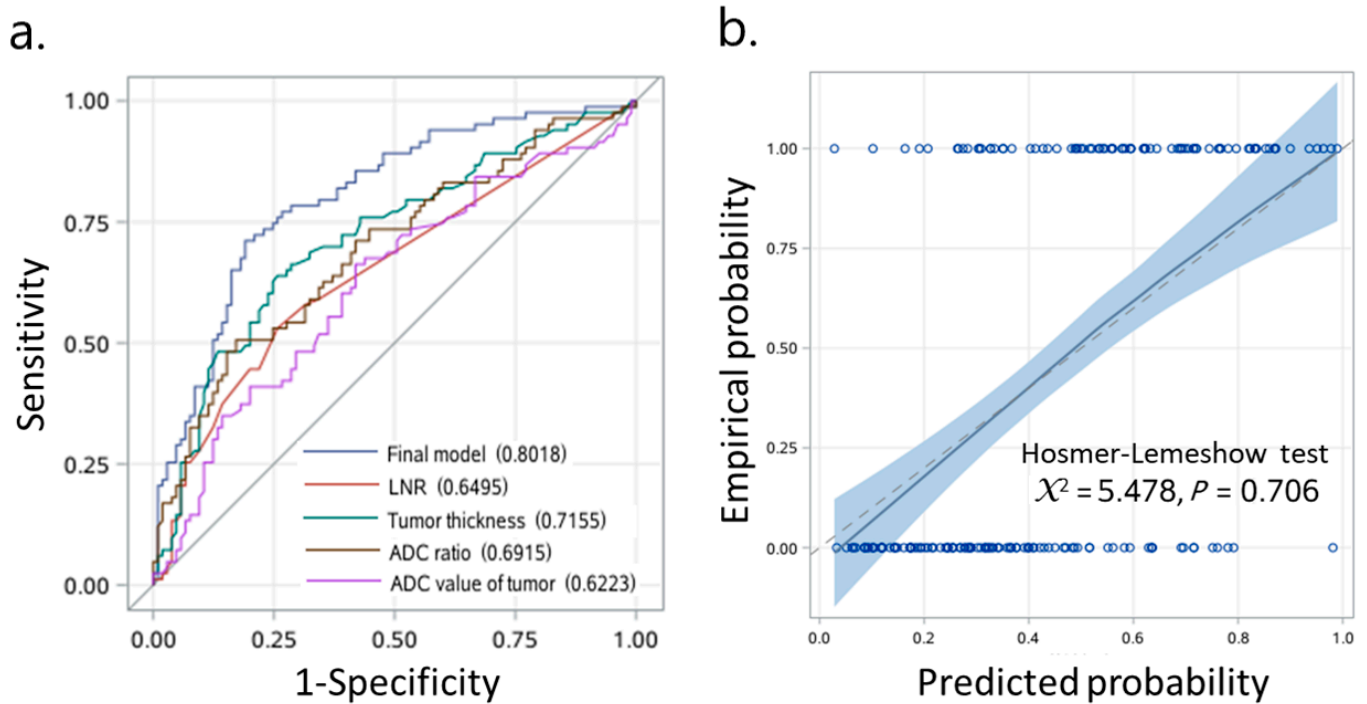 a.
Sensitivity
1.00
0.75
0.50
0.25
0.00
Final model (0.8018)
LNR (0.6495)
Tumor thickness (0.7155)
ADC ratio (0.6915)
ADC value of tumor (0.6223)
0.00 0.25 0.50 0.75 1.00
1-Specificity
b.
Empirical probability
1.00
0.75
0.50
0.25
0.00
Hosmer-Lemeshow test
X² = 5.478, P = 0.706
0.0 0.2 0.4 0.6 0.8 1.0
Predicted probability